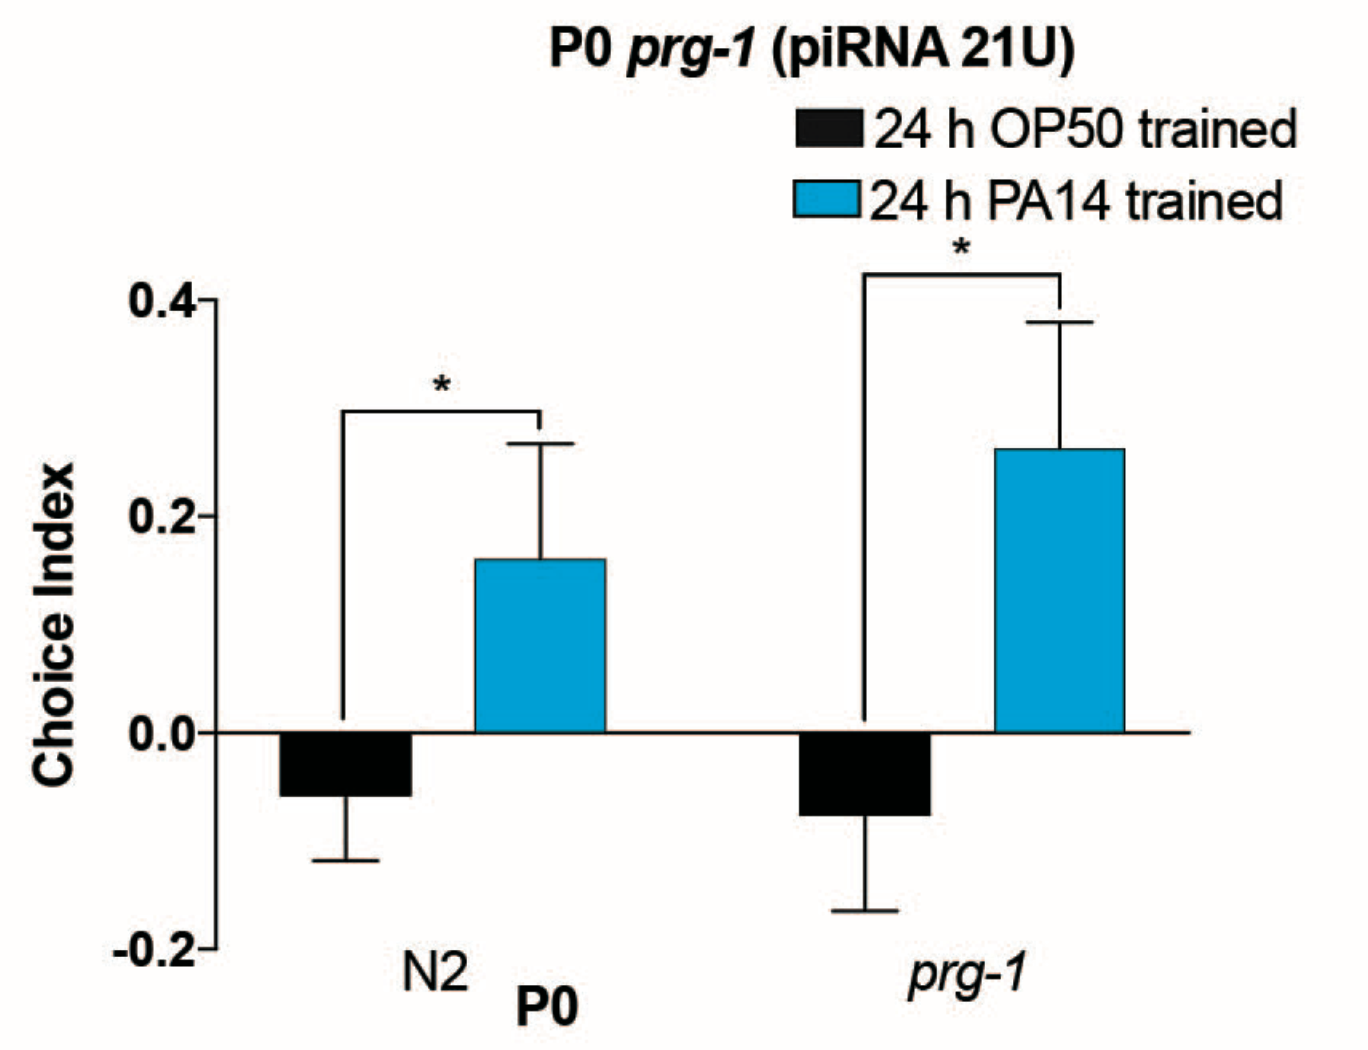 P0 prg-1 (piRNA 21U)
24 h OP50 trained
24 h PA14 trained
*
*
0.4
0.2
0.0
-0.2
Choice Index
N2
prg-1
P0